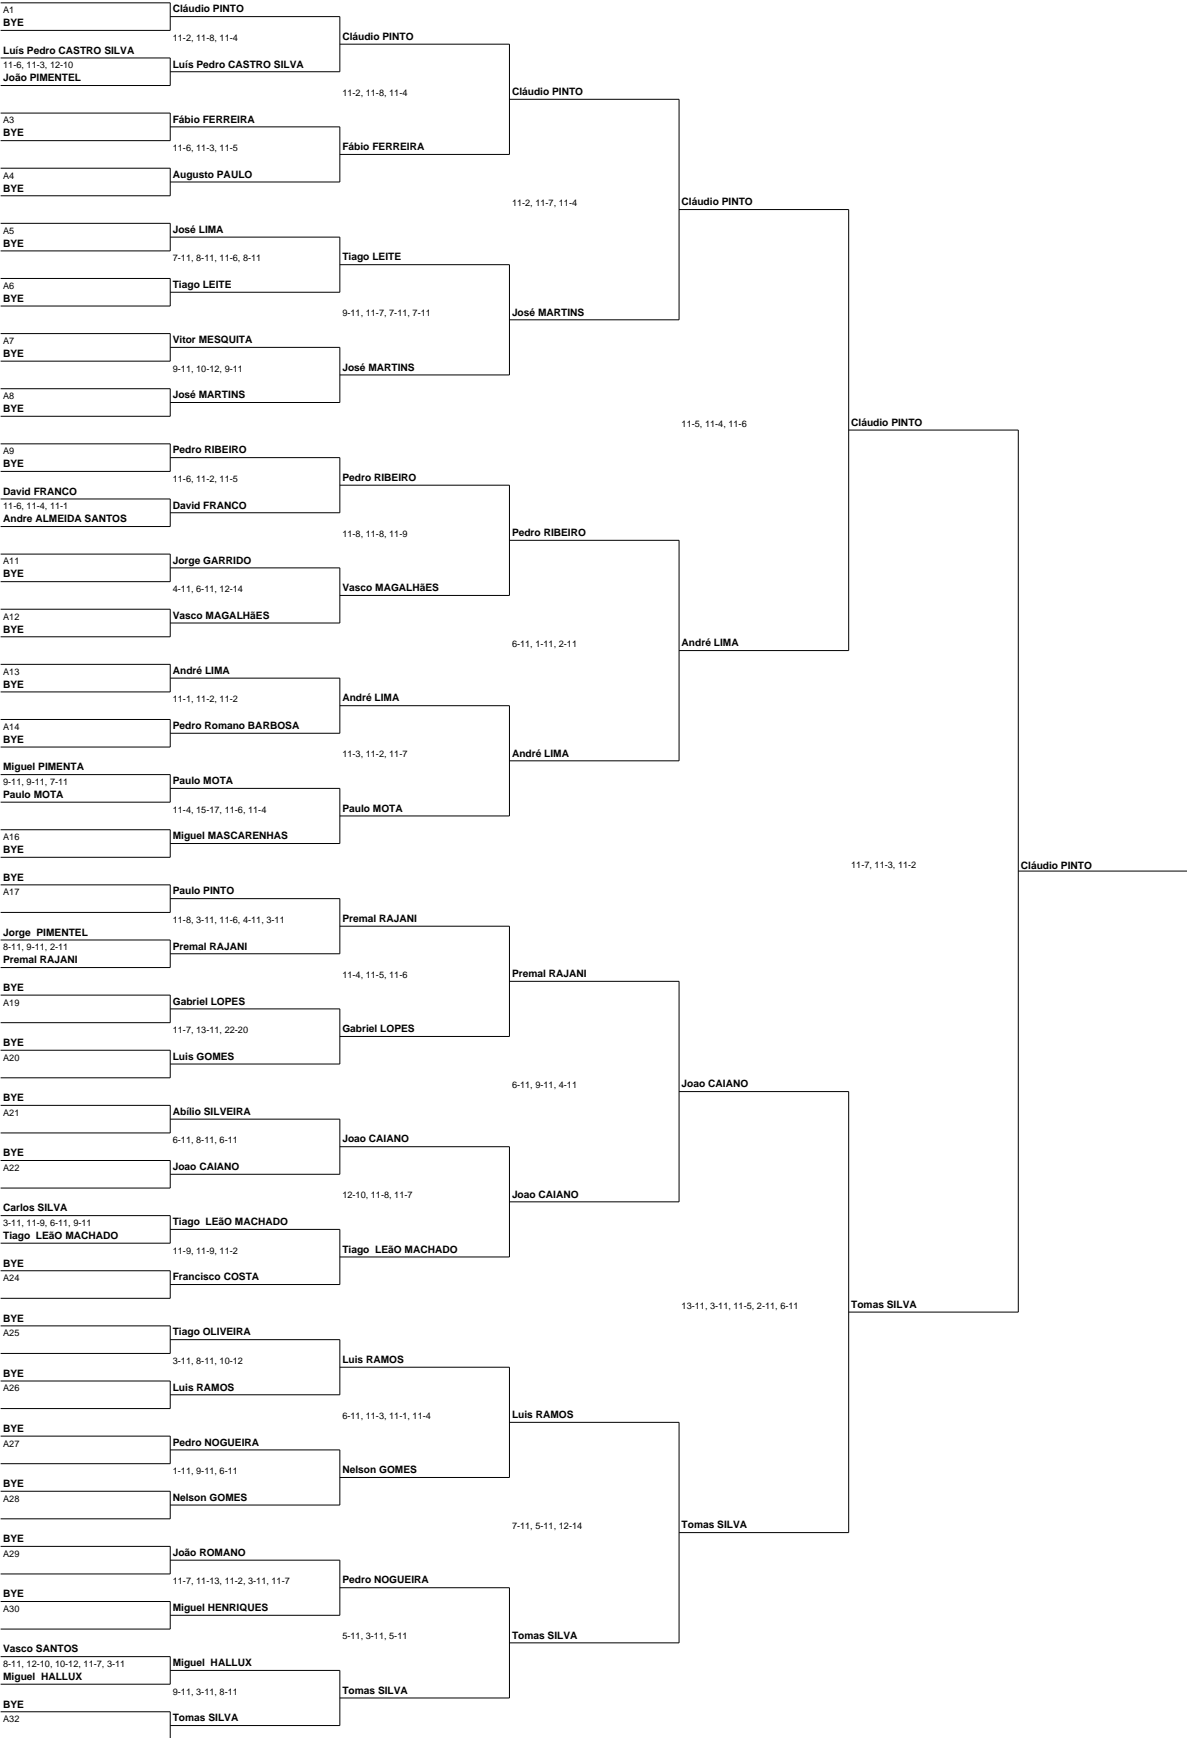 A1
BYE
Cláudio PINTO
11-2, 11-8, 11-4
Cláudio PINTO
Luís Pedro CASTRO SILVA
11-6, 11-3, 12-10
João PIMENTEL
Luís Pedro CASTRO SILVA
11-2, 11-8, 11-4
Cláudio PINTO
A3
BYE
Fábio FERREIRA
11-6, 11-3, 11-5
Fábio FERREIRA
A4
BYE
Augusto PAULO
11-2, 11-7, 11-4
Cláudio PINTO
A5
BYE
José LIMA
7-11, 8-11, 11-6, 8-11
Tiago LEITE
A6
BYE
Tiago LEITE
9-11, 11-7, 7-11, 7-11
José MARTINS
A7
BYE
Vitor MESQUITA
9-11, 10-12, 9-11
José MARTINS
A8
BYE
José MARTINS
11-5, 11-4, 11-6
Cláudio PINTO
A9
BYE
Pedro RIBEIRO
11-6, 11-2, 11-5
Pedro RIBEIRO
David FRANCO
11-6, 11-4, 11-1
Andre ALMEIDA SANTOS
David FRANCO
11-8, 11-8, 11-9
Pedro RIBEIRO
A11
BYE
Jorge GARRIDO
4-11, 6-11, 12-14
Vasco MAGALHãES
A12
BYE
Vasco MAGALHãES
6-11, 1-11, 2-11
André LIMA
A13
BYE
André LIMA
11-1, 11-2, 11-2
André LIMA
A14
BYE
Pedro Romano BARBOSA
11-3, 11-2, 11-7
André LIMA
Miguel PIMENTA
9-11, 9-11, 7-11
Paulo MOTA
Paulo MOTA
11-4, 15-17, 11-6, 11-4
Paulo MOTA
A16
BYE
Miguel MASCARENHAS
11-7, 11-3, 11-2
Cláudio PINTO
BYE
A17
Paulo PINTO
11-8, 3-11, 11-6, 4-11, 3-11
Premal RAJANI
Jorge  PIMENTEL
8-11, 9-11, 2-11
Premal RAJANI
Premal RAJANI
11-4, 11-5, 11-6
Premal RAJANI
BYE
A19
Gabriel LOPES
11-7, 13-11, 22-20
Gabriel LOPES
BYE
A20
Luis GOMES
6-11, 9-11, 4-11
Joao CAIANO
BYE
A21
Abílio SILVEIRA
6-11, 8-11, 6-11
Joao CAIANO
BYE
A22
Joao CAIANO
12-10, 11-8, 11-7
Joao CAIANO
Carlos SILVA
3-11, 11-9, 6-11, 9-11
Tiago  LEãO MACHADO
Tiago  LEãO MACHADO
11-9, 11-9, 11-2
Tiago  LEãO MACHADO
BYE
A24
Francisco COSTA
13-11, 3-11, 11-5, 2-11, 6-11
Tomas SILVA
BYE
A25
Tiago OLIVEIRA
3-11, 8-11, 10-12
Luis RAMOS
BYE
A26
Luis RAMOS
6-11, 11-3, 11-1, 11-4
Luis RAMOS
BYE
A27
Pedro NOGUEIRA
1-11, 9-11, 6-11
Nelson GOMES
BYE
A28
Nelson GOMES
7-11, 5-11, 12-14
Tomas SILVA
BYE
A29
João ROMANO
11-7, 11-13, 11-2, 3-11, 11-7
Pedro NOGUEIRA
BYE
A30
Miguel HENRIQUES
5-11, 3-11, 5-11
Tomas SILVA
Vasco SANTOS
8-11, 12-10, 10-12, 11-7, 3-11
Miguel  HALLUX
Miguel  HALLUX
9-11, 3-11, 8-11
Tomas SILVA
BYE
A32
Tomas SILVA